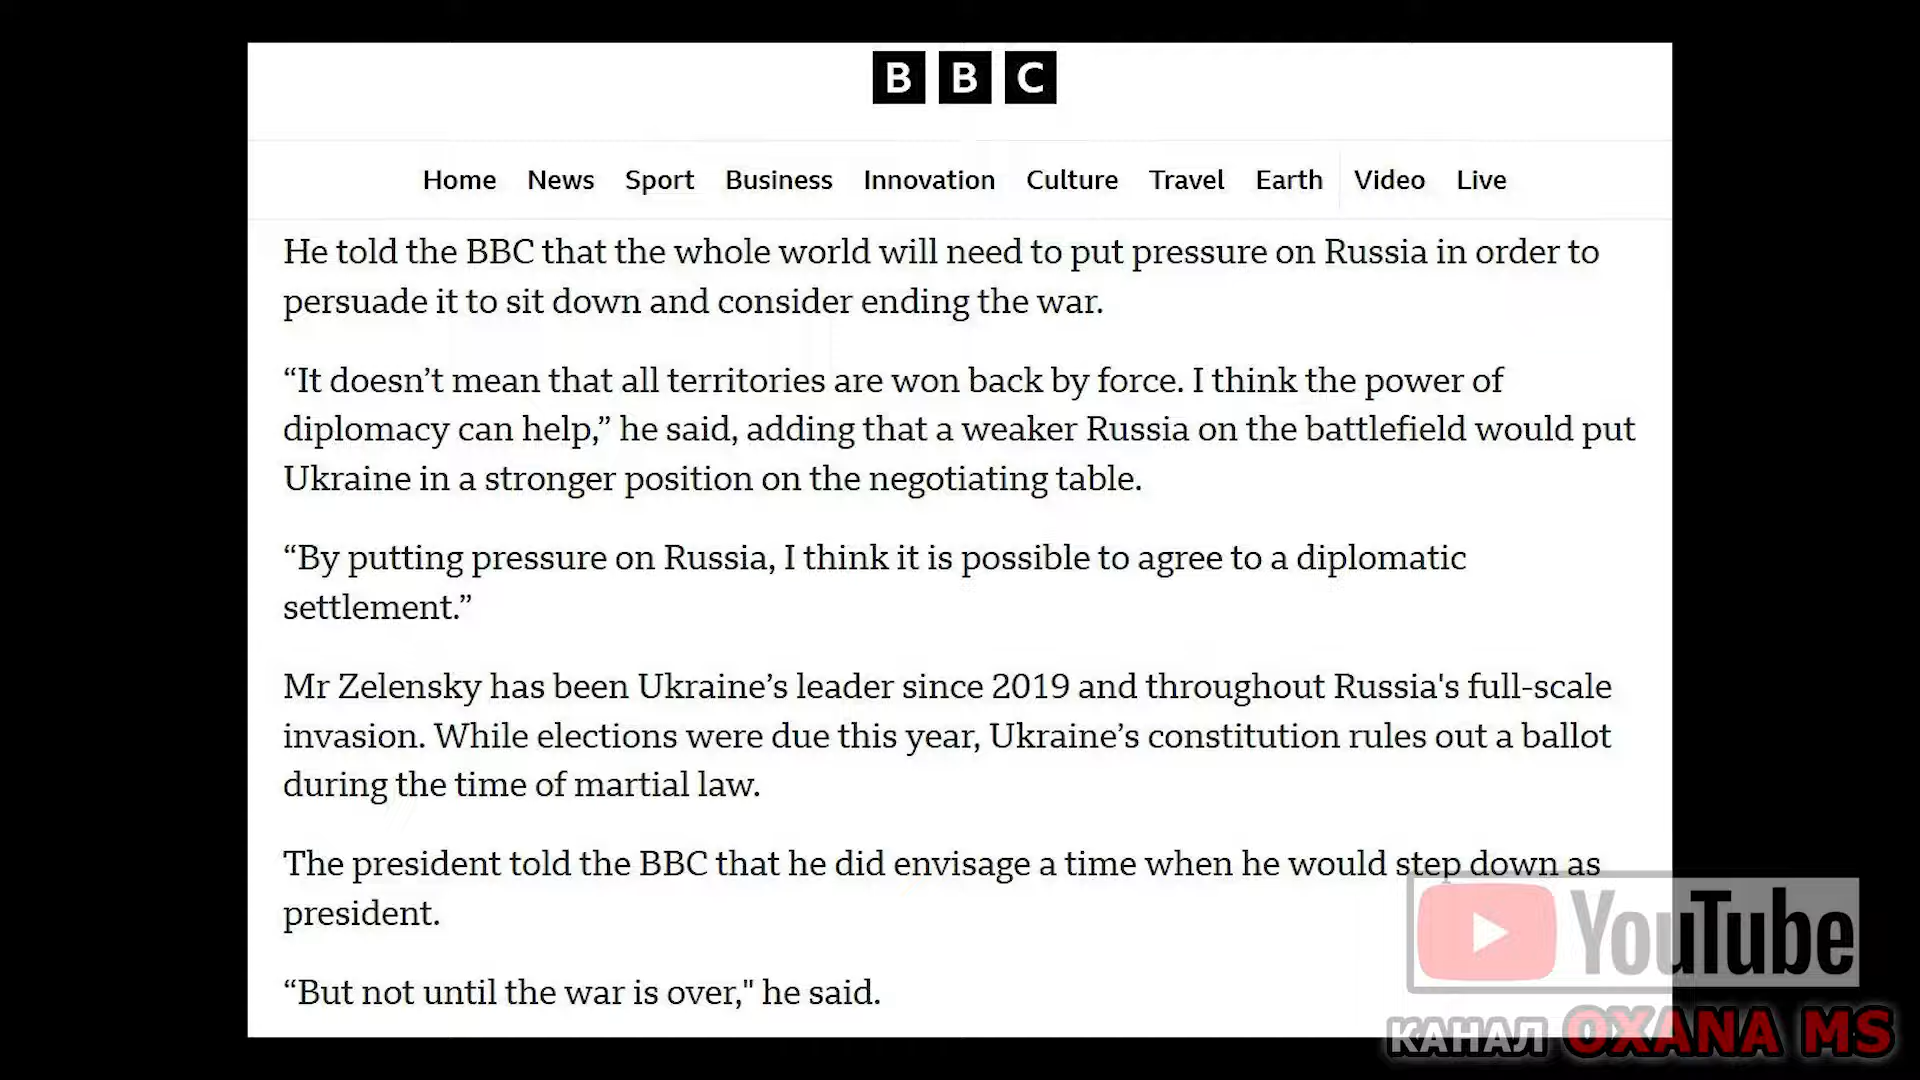 BBC
Home News Sport Business Innovation Culture Travel Earth Video Live
He told the BBC that the whole world will need to put pressure on Russia in order to
persuade it to sit down and consider ending the war.
“It doesn’t mean that all territories are won back by force. I think the power of
diplomacy can help,” he said, adding that a weaker Russia on the battlefield would put
Ukraine in a stronger position on the negotiating table.
“By putting pressure on Russia, I think it is possible to agree to a diplomatic
settlement.”
Mr Zelensky has been Ukraine’s leader since 2019 and throughout Russia's full-scale
invasion. While elections were due this year, Ukraine’s constitution rules out a ballot
during the time of martial law.
The president told the BBC that he did envisage a time when he would step down as
president.
“But not until the war is over," he said.
YouTube
КАНАЛ OXANA MS